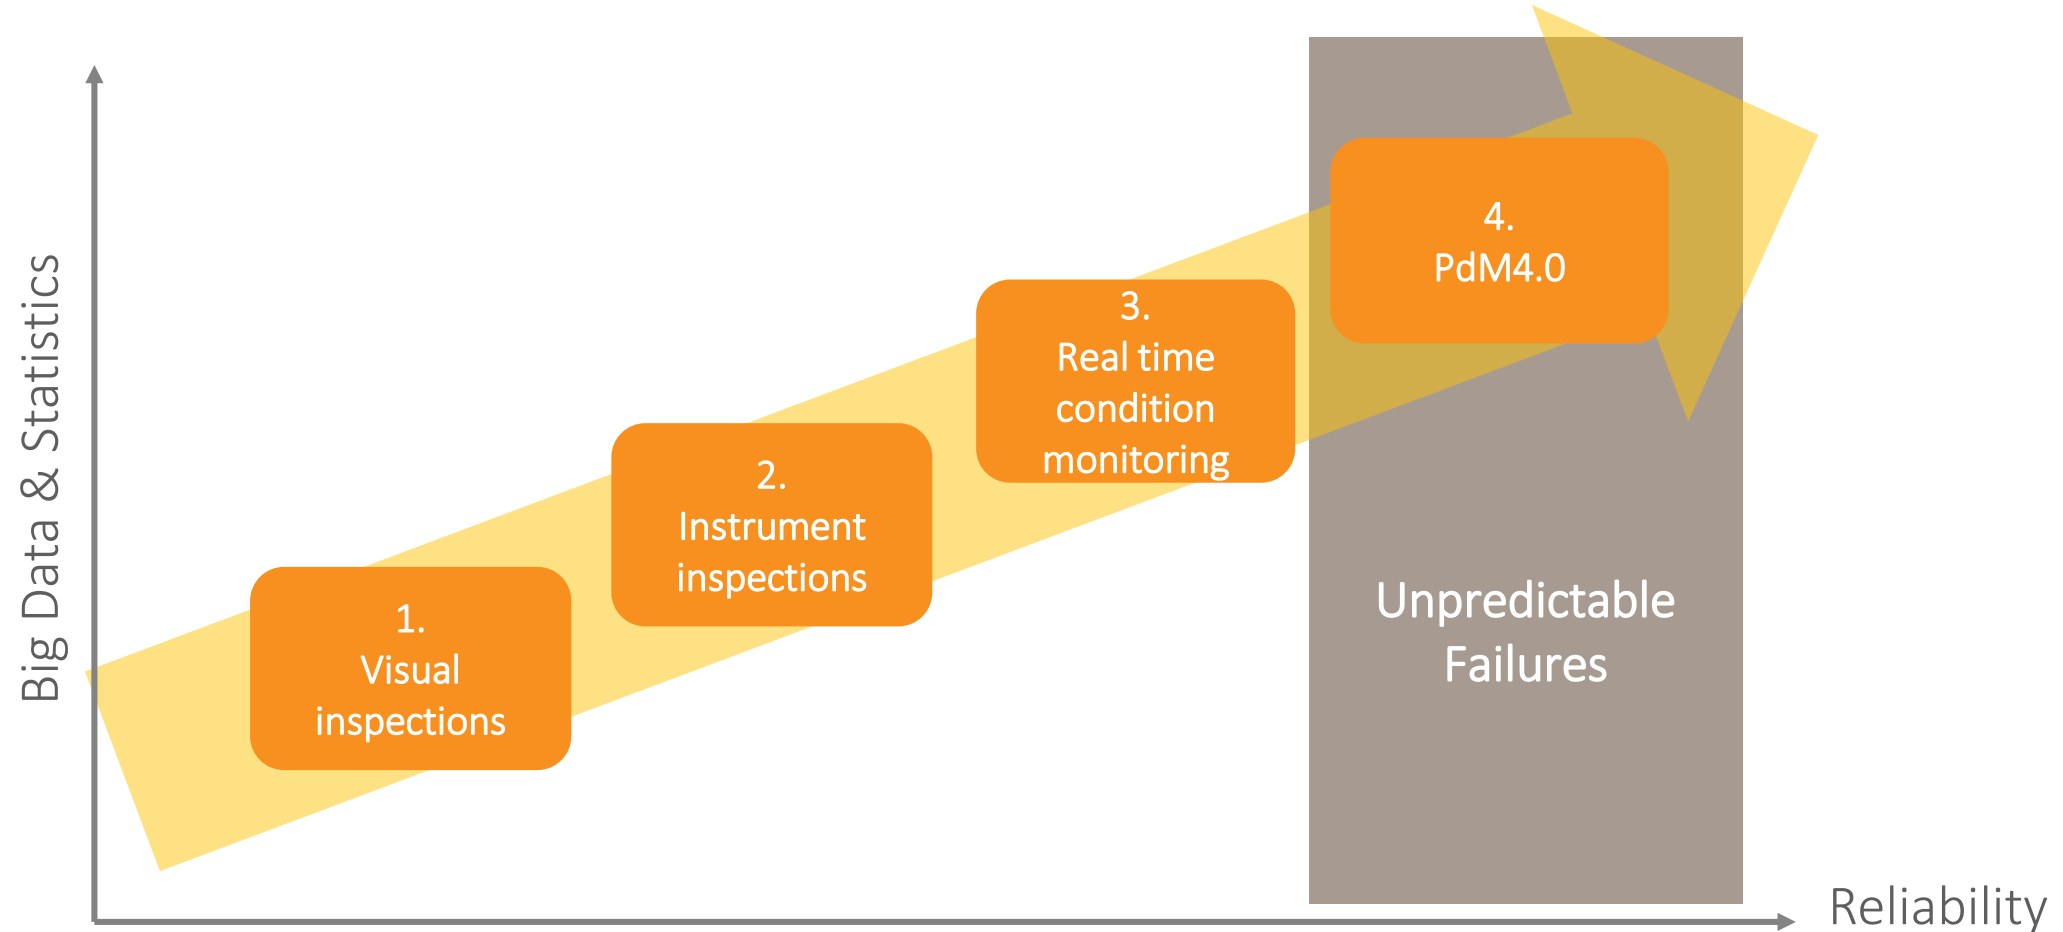 Big Data & Statistics
1.
Visual
inspections
2.
Instrument
inspections
3.
Real time
condition
monitoring
4.
PdM4.0
Unpredictable
Failures
Reliability